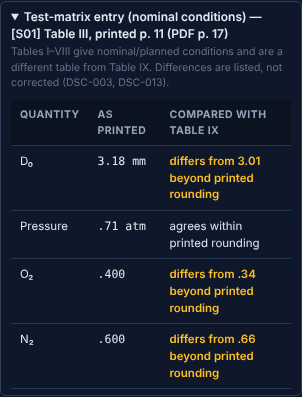 ▼ Test-matrix entry (nominal conditions) —
[S01] Table III, printed p. 11 (PDF p. 17)
Tables I–VIII give nominal/planned conditions and are a
different table from Table IX. Differences are listed, not
corrected (DSC-003, DSC-013).
QUANTITY AS PRINTED COMPARED WITH TABLE IX
D₀ 3.18 mm differs from 3.01
beyond printed
rounding
Pressure .71 atm agrees within
printed rounding
O₂ .400 differs from .34
beyond printed
rounding
N₂ .600 differs from .66
beyond printed
rounding